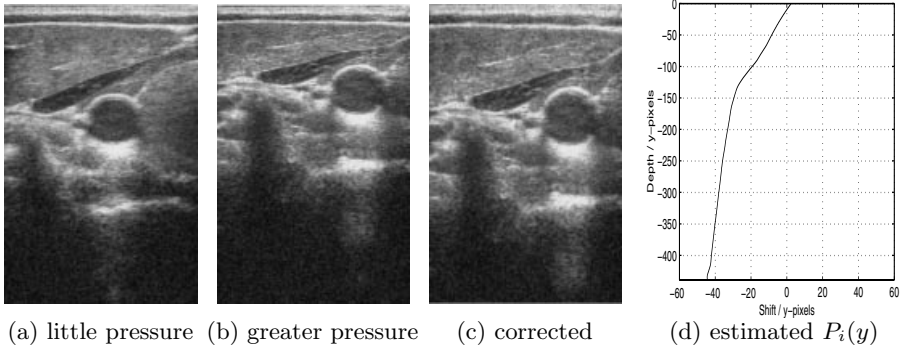 0
−50
−100
−150
−200
−250
−300
−350
−400
Depth / y−pixels
−60 −40 −20 0 20 40 60
Shift / y−pixels
(a) little pressure (b) greater pressure (c) corrected (d) estimated P_i(y)